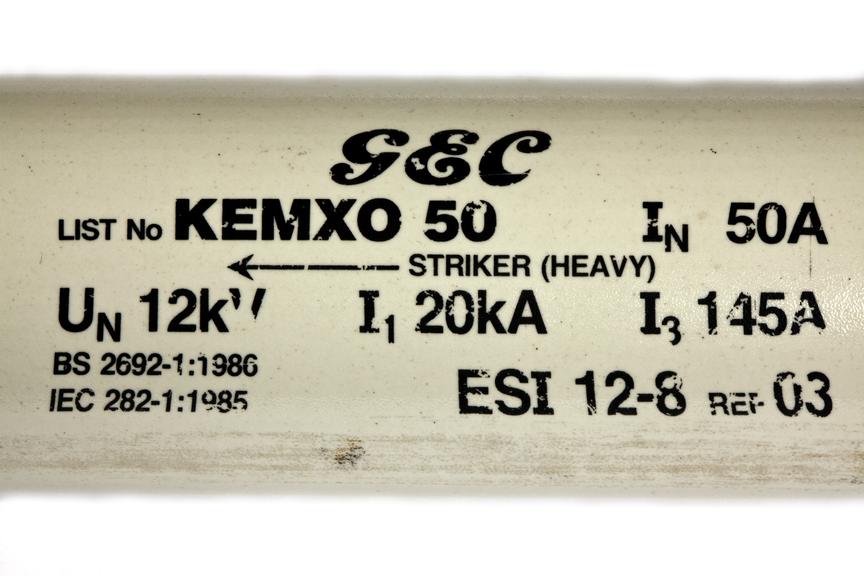 GEC
LIST No KEMXO 50 IN 50A
STRIKER (HEAVY)
UN 12kV I1 20kA I3 145A
BS 2692-1:1986
IEC 282-1:1985
ESI 12-8 REF 03